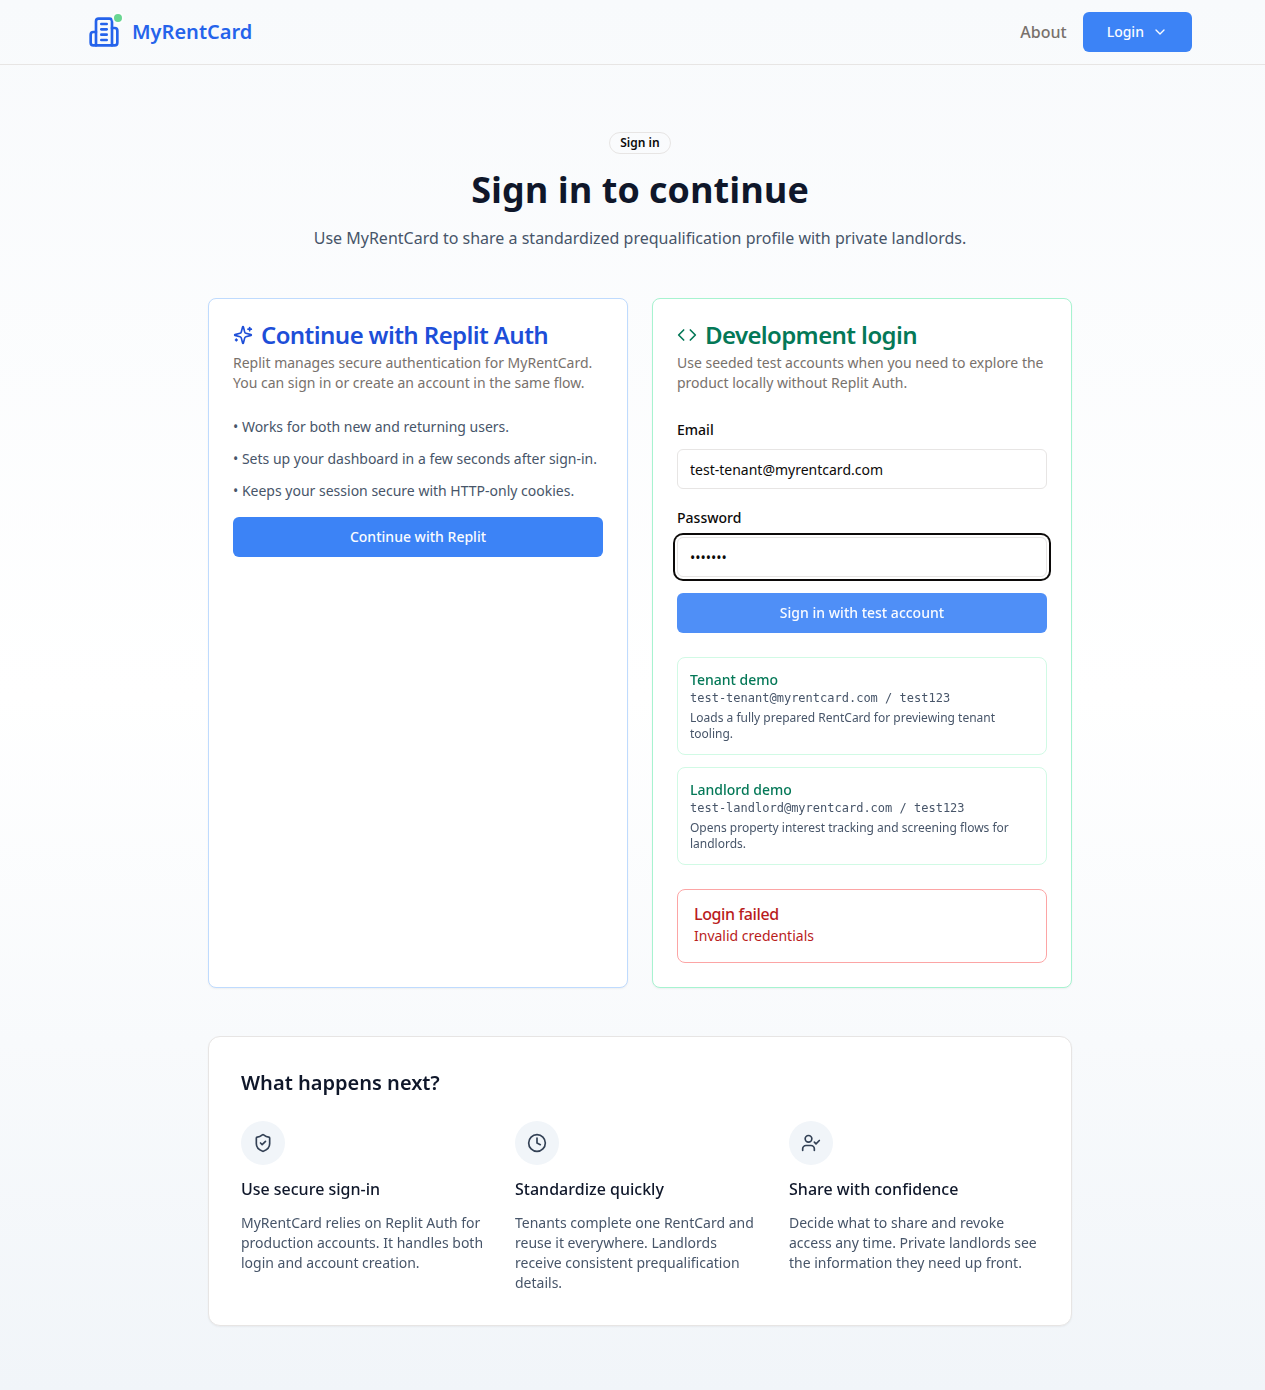 MyRentCard
About
Login
Sign in
Sign in to continue
Use MyRentCard to share a standardized prequalification profile with private landlords.
Continue with Replit Auth
Replit manages secure authentication for MyRentCard.
You can sign in or create an account in the same flow.
• Works for both new and returning users.
• Sets up your dashboard in a few seconds after sign-in.
• Keeps your session secure with HTTP-only cookies.
Continue with Replit
Development login
Use seeded test accounts when you need to explore the
product locally without Replit Auth.
Email
test-tenant@myrentcard.com
Password
•••••••
Sign in with test account
Tenant demo
test-tenant@myrentcard.com / test123
Loads a fully prepared RentCard for previewing tenant
tooling.
Landlord demo
test-landlord@myrentcard.com / test123
Opens property interest tracking and screening flows for
landlords.
Login failed
Invalid credentials
What happens next?
Use secure sign-in
MyRentCard relies on Replit Auth for
production accounts. It handles both
login and account creation.
Standardize quickly
Tenants complete one RentCard and
reuse it everywhere. Landlords
receive consistent prequalification
details.
Share with confidence
Decide what to share and revoke
access any time. Private landlords see
the information they need up front.